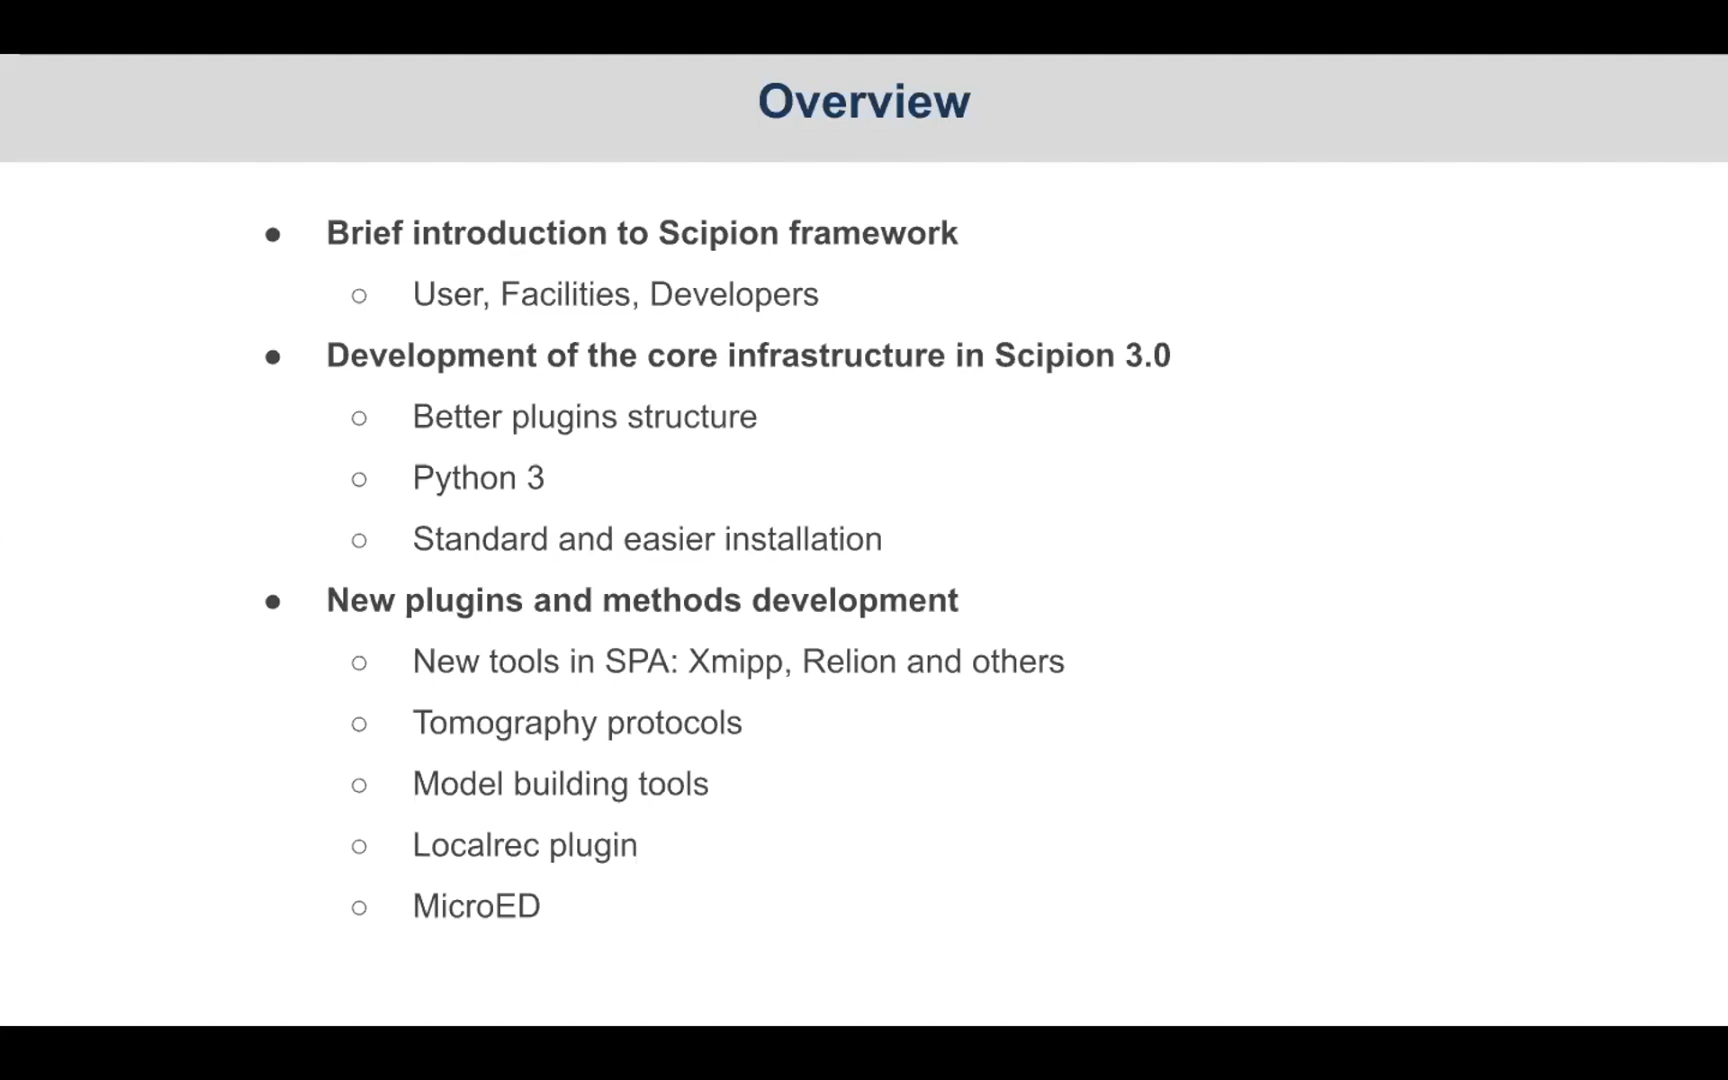 Overview
● Brief introduction to Scipion framework
○ User, Facilities, Developers
● Development of the core infrastructure in Scipion 3.0
○ Better plugins structure
○ Python 3
○ Standard and easier installation
● New plugins and methods development
○ New tools in SPA: Xmipp, Relion and others
○ Tomography protocols
○ Model building tools
○ Localrec plugin
○ MicroED